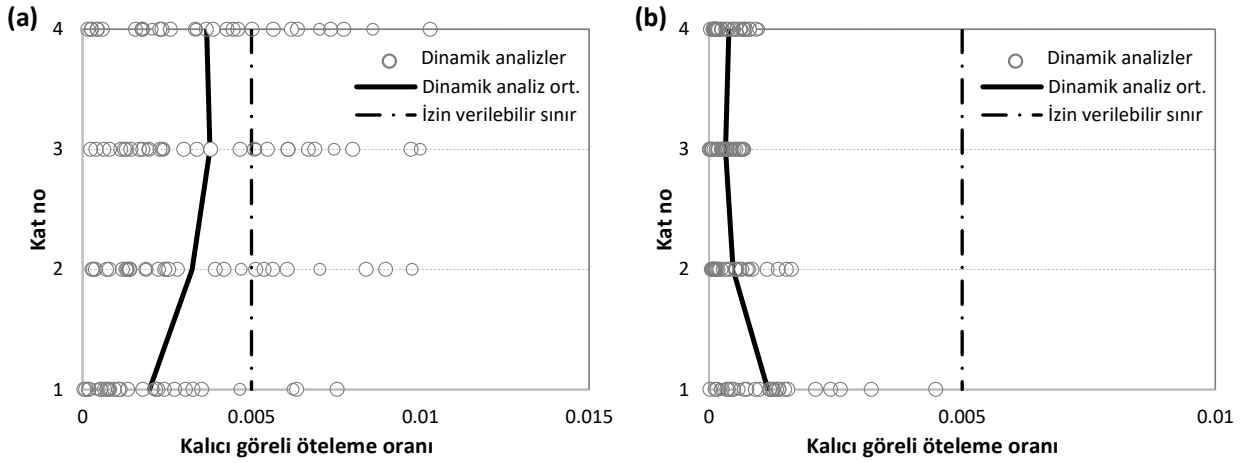 (a)
4
3
2
1
Kat no
0
0.005
0.01
0.015
Kalıcı göreli öteleme oranı
Dinamik analizler
Dinamik analiz ort.
İzin verilebilir sınır
(b)
4
3
2
1
Kat no
0
0.005
0.01
Kalıcı göreli öteleme oranı
Dinamik analizler
Dinamik analiz ort.
İzin verilebilir sınır